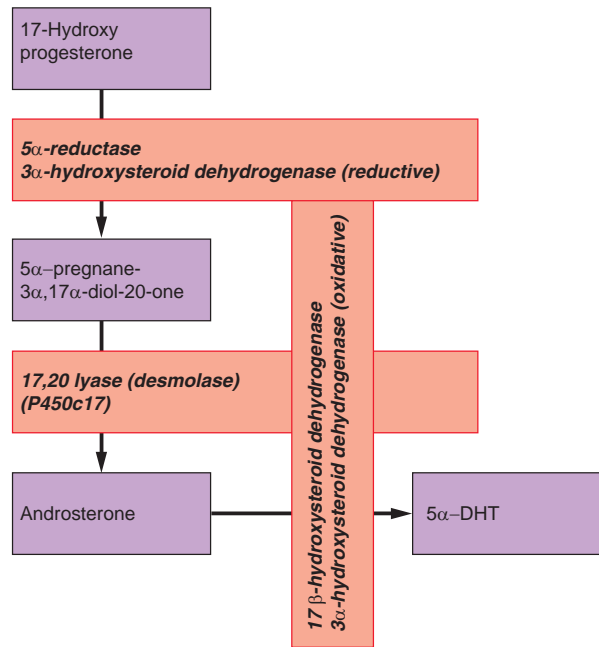 17-Hydroxy
progesterone
5α-reductase
3α-hydroxysteroid dehydrogenase (reductive)
5α–pregnane-
3α,17α-diol-20-one
17,20 lyase (desmolase)
(P450c17)
17 β-hydroxysteroid dehydrogenase
3α-hydroxysteroid dehydrogenase (oxidative)
Androsterone
5α–DHT